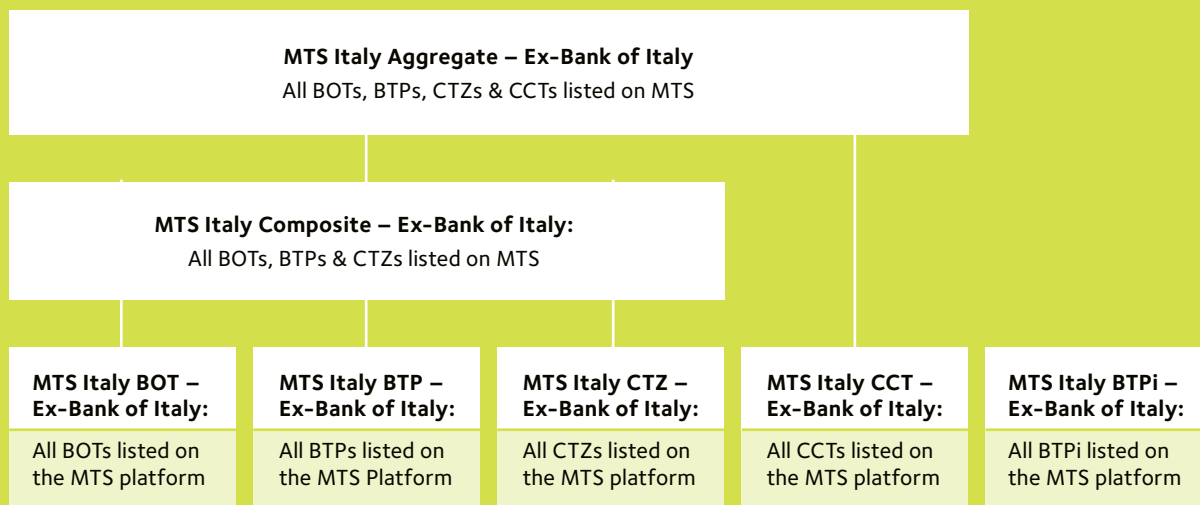 MTS Italy Aggregate – Ex-Bank of Italy
All BOTs, BTPs, CTZs & CCTs listed on MTS
MTS Italy Composite – Ex-Bank of Italy:
All BOTs, BTPs & CTZs listed on MTS
MTS Italy BOT –
Ex-Bank of Italy:
All BOTs listed on
the MTS platform
MTS Italy BTP –
Ex-Bank of Italy:
All BTPs listed on
the MTS Platform
MTS Italy CTZ –
Ex-Bank of Italy:
All CTZs listed on
the MTS platform
MTS Italy CCT –
Ex-Bank of Italy:
All CCTs listed on
the MTS platform
MTS Italy BTPi –
Ex-Bank of Italy:
All BTPi listed on
the MTS platform